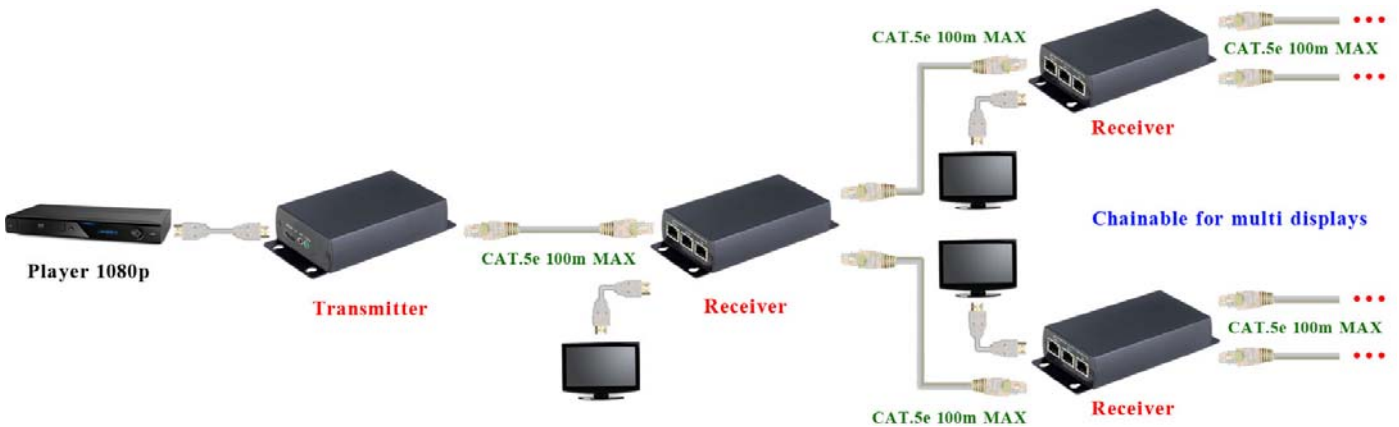 CAT.5e 100m MAX
CAT.5e 100m MAX
Receiver
Player 1080p
Transmitter
CAT.5e 100m MAX
Receiver
Chainable for multi displays
CAT.5e 100m MAX
Receiver
CAT.5e 100m MAX